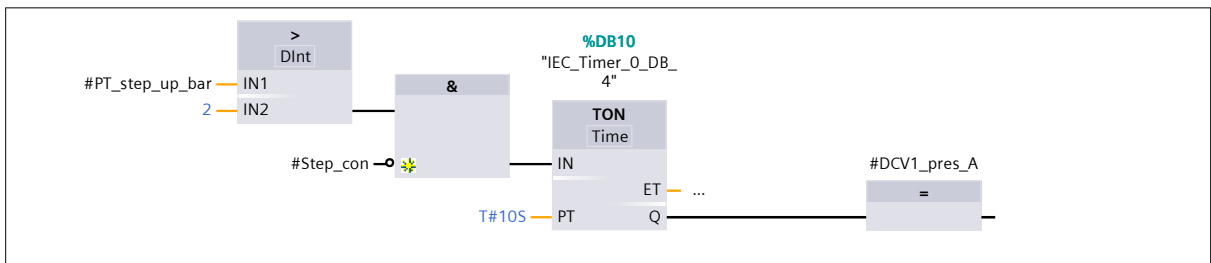 >
DInt
#PT_step_up_bar
IN1
2
IN2
&
#Step_con
%DB10
"IEC_Timer_0_DB_
4"
TON
Time
IN
ET
...
T#10S
PT
Q
#DCV1_pres_A
=